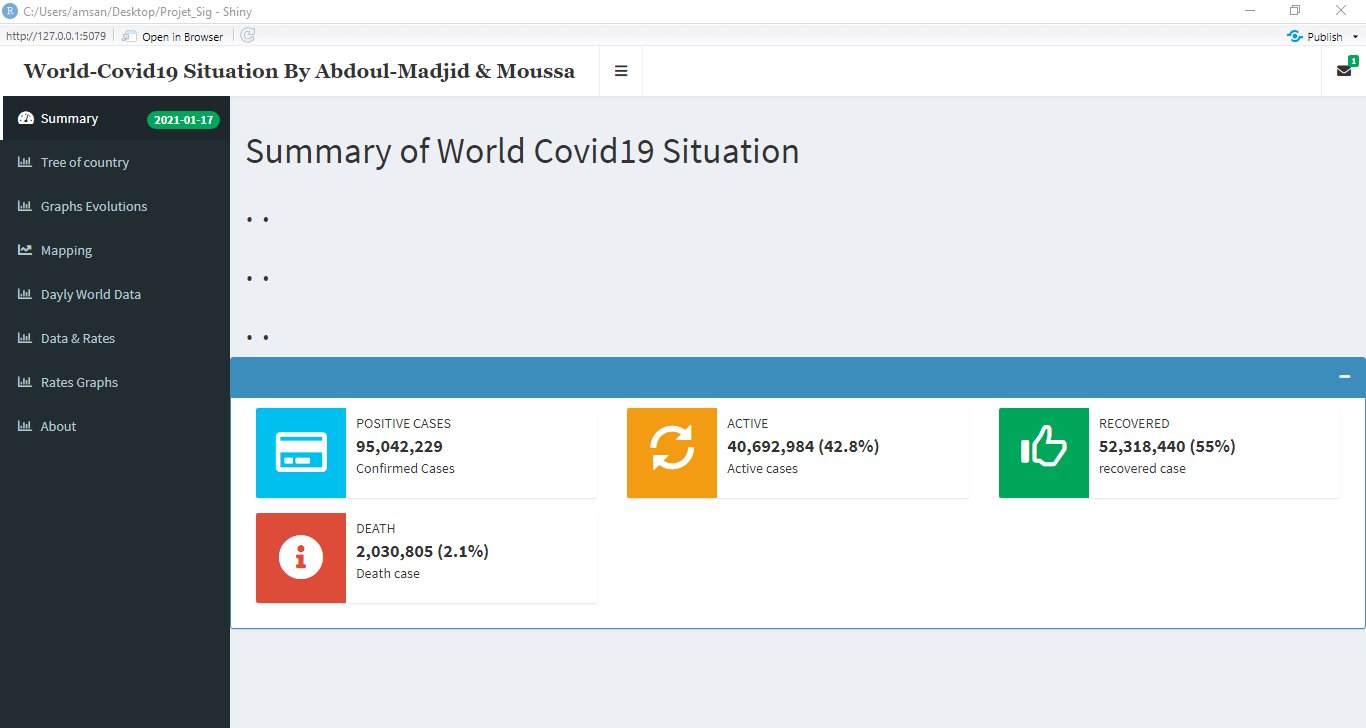 C:/Users/amsan/Desktop/Projet_Sig - Shiny
http://127.0.0.1:5079 Open in Browser Publish
World-Covid19 Situation By Abdoul-Madjid & Moussa 1
Summary 2021-01-17
Tree of country
Graphs Evolutions
Mapping
Dayly World Data
Data & Rates
Rates Graphs
About
Summary of World Covid19 Situation
POSITIVE CASES
95,042,229
Confirmed Cases
ACTIVE
40,692,984 (42.8%)
Active cases
RECOVERED
52,318,440 (55%)
recovered case
DEATH
2,030,805 (2.1%)
Death case